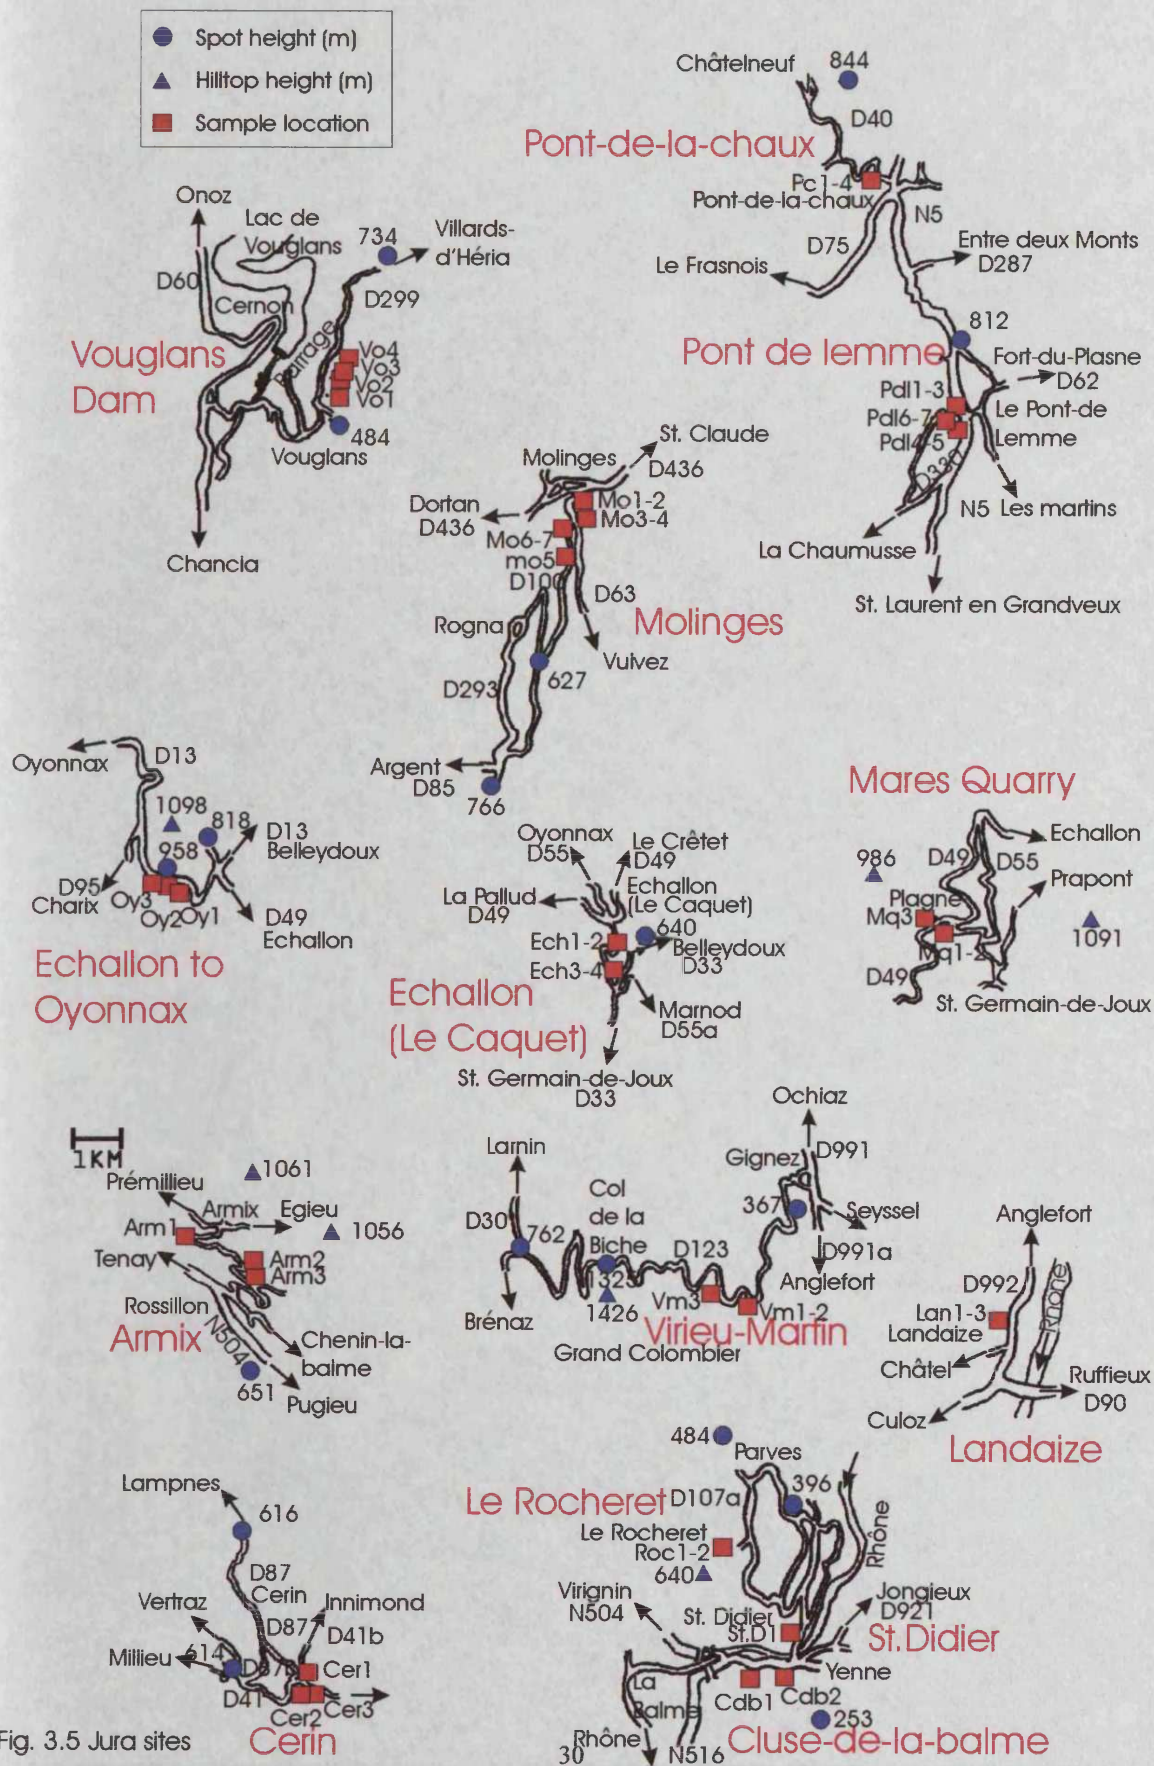 Spot height (m)
Hilltop height (m)
Sample location
Châtelneuf
844
D40
Pont-de-la-chaux
Pc1-4
Pont-de-la-chaux
N5
D75
Le Frasnois
Entre deux Monts
D287
812
Pont de lemme
Fort-du-Plasne
D62
Pdl1-3
Pdl6-7
Pdl4-5
Le Pont-de
Lemme
D330
N5
Les martins
La Chaumusse
St. Laurent en Grandveux
Onoz
Lac de
Vouglans
734
Villards-
d'Héria
D60
Cernon
D299
Barrage
Vouglans
Dam
Vo4
Vo3
Vo2
Vo1
484
Vouglans
Chancia
Molinges
St. Claude
D436
Dortan
D436
Mo1-2
Mo3-4
Mo6-7
mo5
D100
D63
Molinges
Rogna
Vulvez
627
D293
Argent
D85
766
Oyonnax
D13
1098
818
D13
Belleydoux
958
D95
Charix
Oy3
Oy2
Oy1
D49
Echallon
Echallon to
Oyonnax
Oyonnax
D55
Le Crêtet
D49
La Pallud
D49
Echallon
(Le Caquet)
640
Ech1-2
Belleydoux
D33
Ech3-4
Marnod
D55a
Echallon
(Le Caquet)
St. Germain-de-Joux
D33
Mares Quarry
986
D49
D55
Echallon
Prapont
Plagne
Mq3
Mq1-2
1091
D49
St. Germain-de-Joux
1KM
1061
Prémillieu
Armix
Egieu
Arm1
1056
Tenay
Arm2
Arm3
Rossillon
Armix
N504
Chenin-la-
balme
651
Pugieu
Larnin
Ochiaz
Gignez
D991
Col
de la
Biche
D30
762
367
Seyssel
D123
D991a
1325
1426
Anglefort
Brénaz
Vm3
Vm1-2
Virieu-Martin
Grand Colombier
Anglefort
D992
Rhône
Lan1-3
Landaize
Châtel
Ruffieux
D90
Culoz
Landaize
Lampnes
616
D87
Cerin
Vertraz
D87
Innimond
D41b
Millieu
614
Cer1
D41
Cer2
Cer3
Cerin
484
Parves
396
Le Rocheret
D107a
Le Rocheret
Roc1-2
640
Rhône
Virignin
N504
St. Didier
St.D1
Jongieux
D921
St.Didier
Yenne
La
Balme
Cdb1
Cdb2
253
Rhône
N516
Cluse-de-la-balme
Fig. 3.5 Jura sites
30